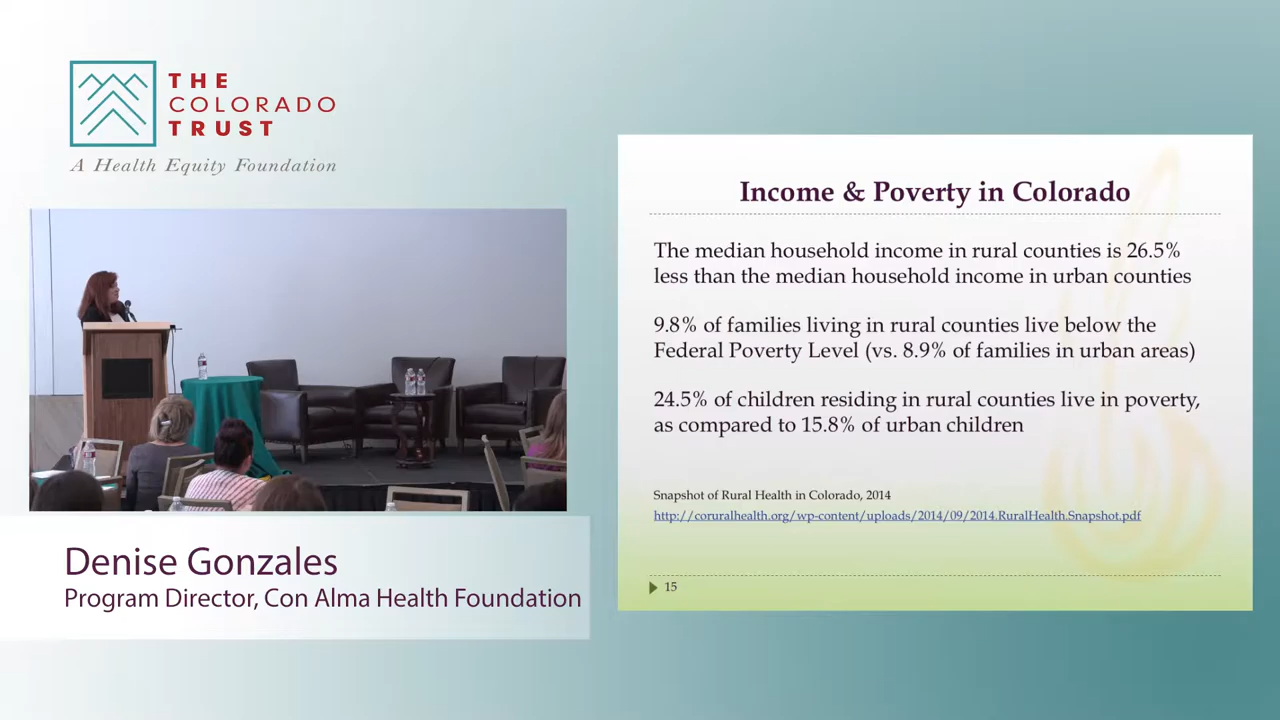 THE
COLORADO
TRUST
A Health Equity Foundation
Income & Poverty in Colorado
The median household income in rural counties is 26.5%
less than the median household income in urban counties
9.8% of families living in rural counties live below the
Federal Poverty Level (vs. 8.9% of families in urban areas)
24.5% of children residing in rural counties live in poverty,
as compared to 15.8% of urban children
Snapshot of Rural Health in Colorado, 2014
http://coruralhealth.org/wp-content/uploads/2014/09/2014.RuralHealth.Snapshot.pdf
15
Denise Gonzales
Program Director, Con Alma Health Foundation